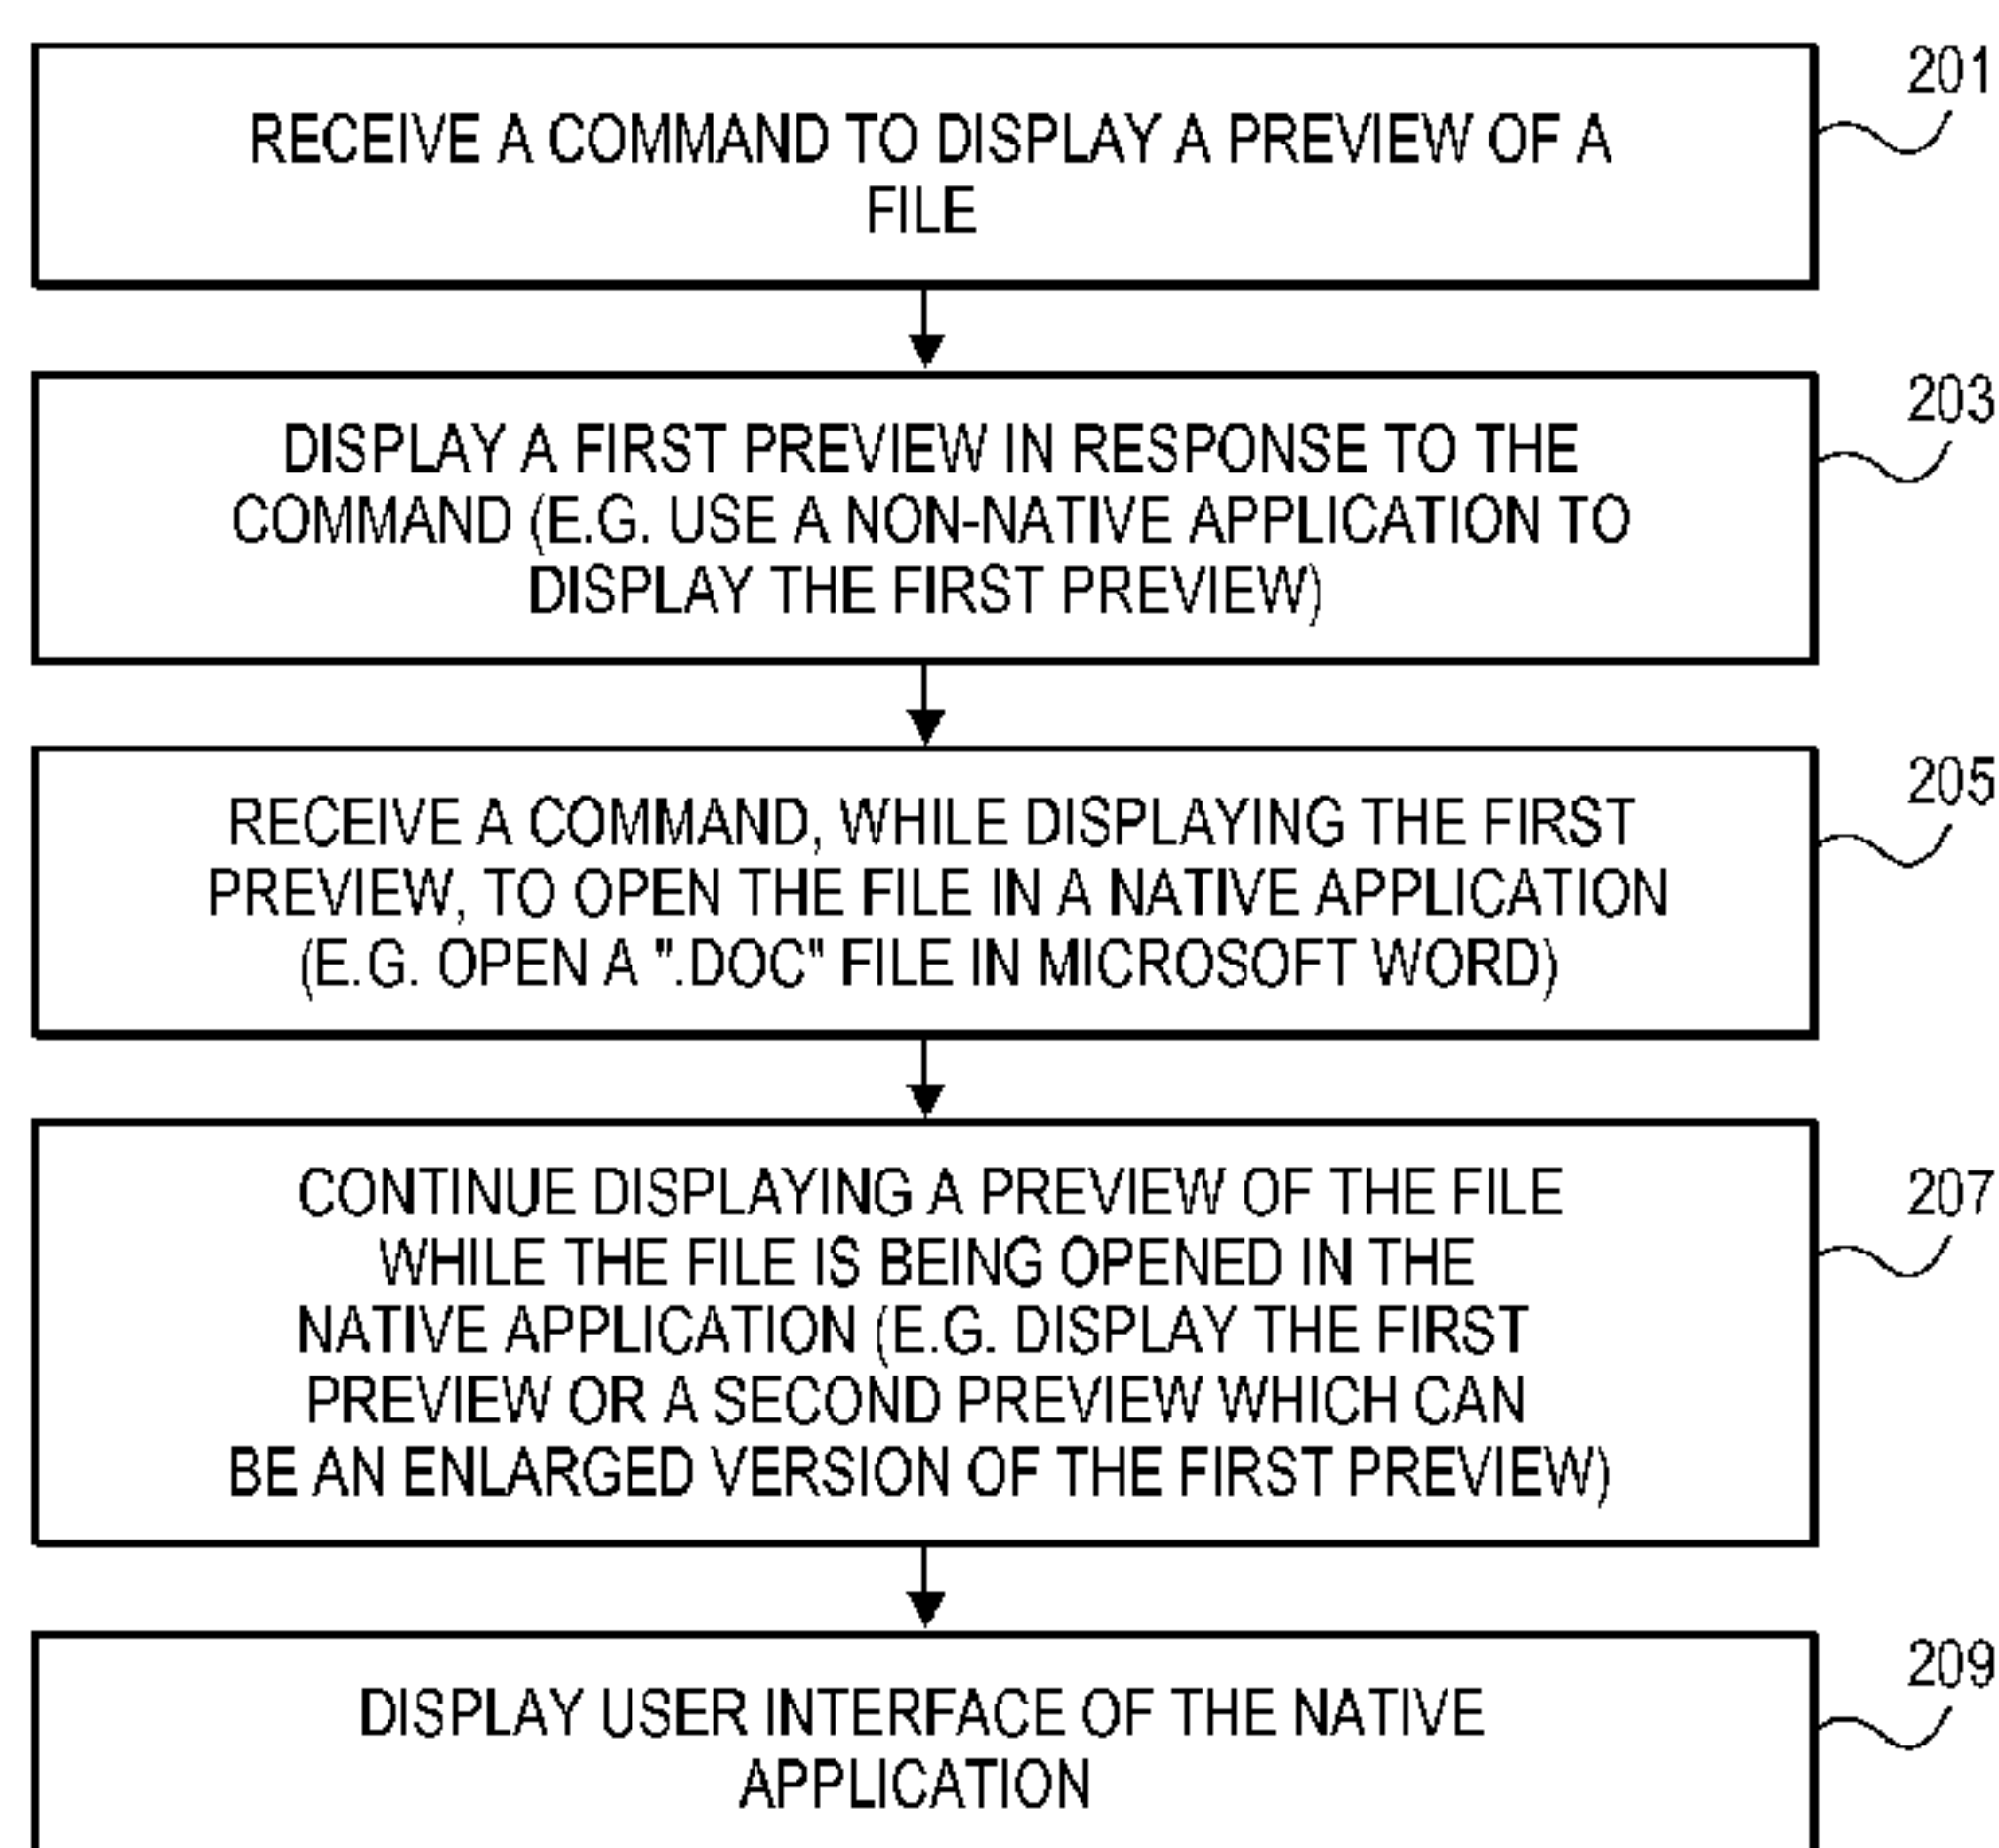 201
RECEIVE A COMMAND TO DISPLAY A PREVIEW OF A
FILE
203
DISPLAY A FIRST PREVIEW IN RESPONSE TO THE
COMMAND (E.G. USE A NON-NATIVE APPLICATION TO
DISPLAY THE FIRST PREVIEW)
205
RECEIVE A COMMAND, WHILE DISPLAYING THE FIRST
PREVIEW, TO OPEN THE FILE IN A NATIVE APPLICATION
(E.G. OPEN A ".DOC" FILE IN MICROSOFT WORD)
207
CONTINUE DISPLAYING A PREVIEW OF THE FILE
WHILE THE FILE IS BEING OPENED IN THE
NATIVE APPLICATION (E.G. DISPLAY THE FIRST
PREVIEW OR A SECOND PREVIEW WHICH CAN
BE AN ENLARGED VERSION OF THE FIRST PREVIEW)
209
DISPLAY USER INTERFACE OF THE NATIVE
APPLICATION